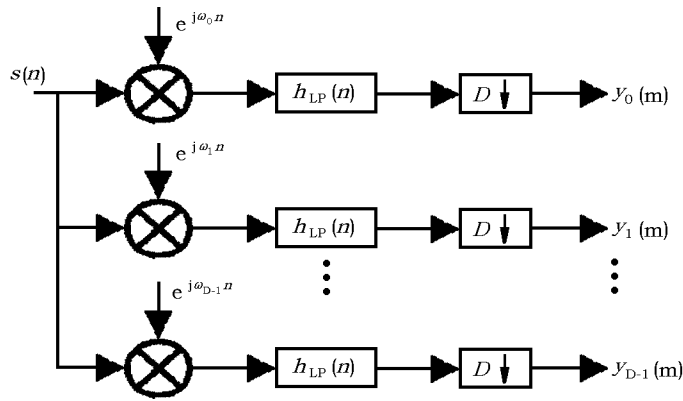 e^{jω_0 n}
s(n)
h_LP(n) D↓ y_0(m)
e^{jω_1 n}
h_LP(n) D↓ y_1(m)
e^{jω_{D-1} n}
h_LP(n) D↓ y_{D-1}(m)